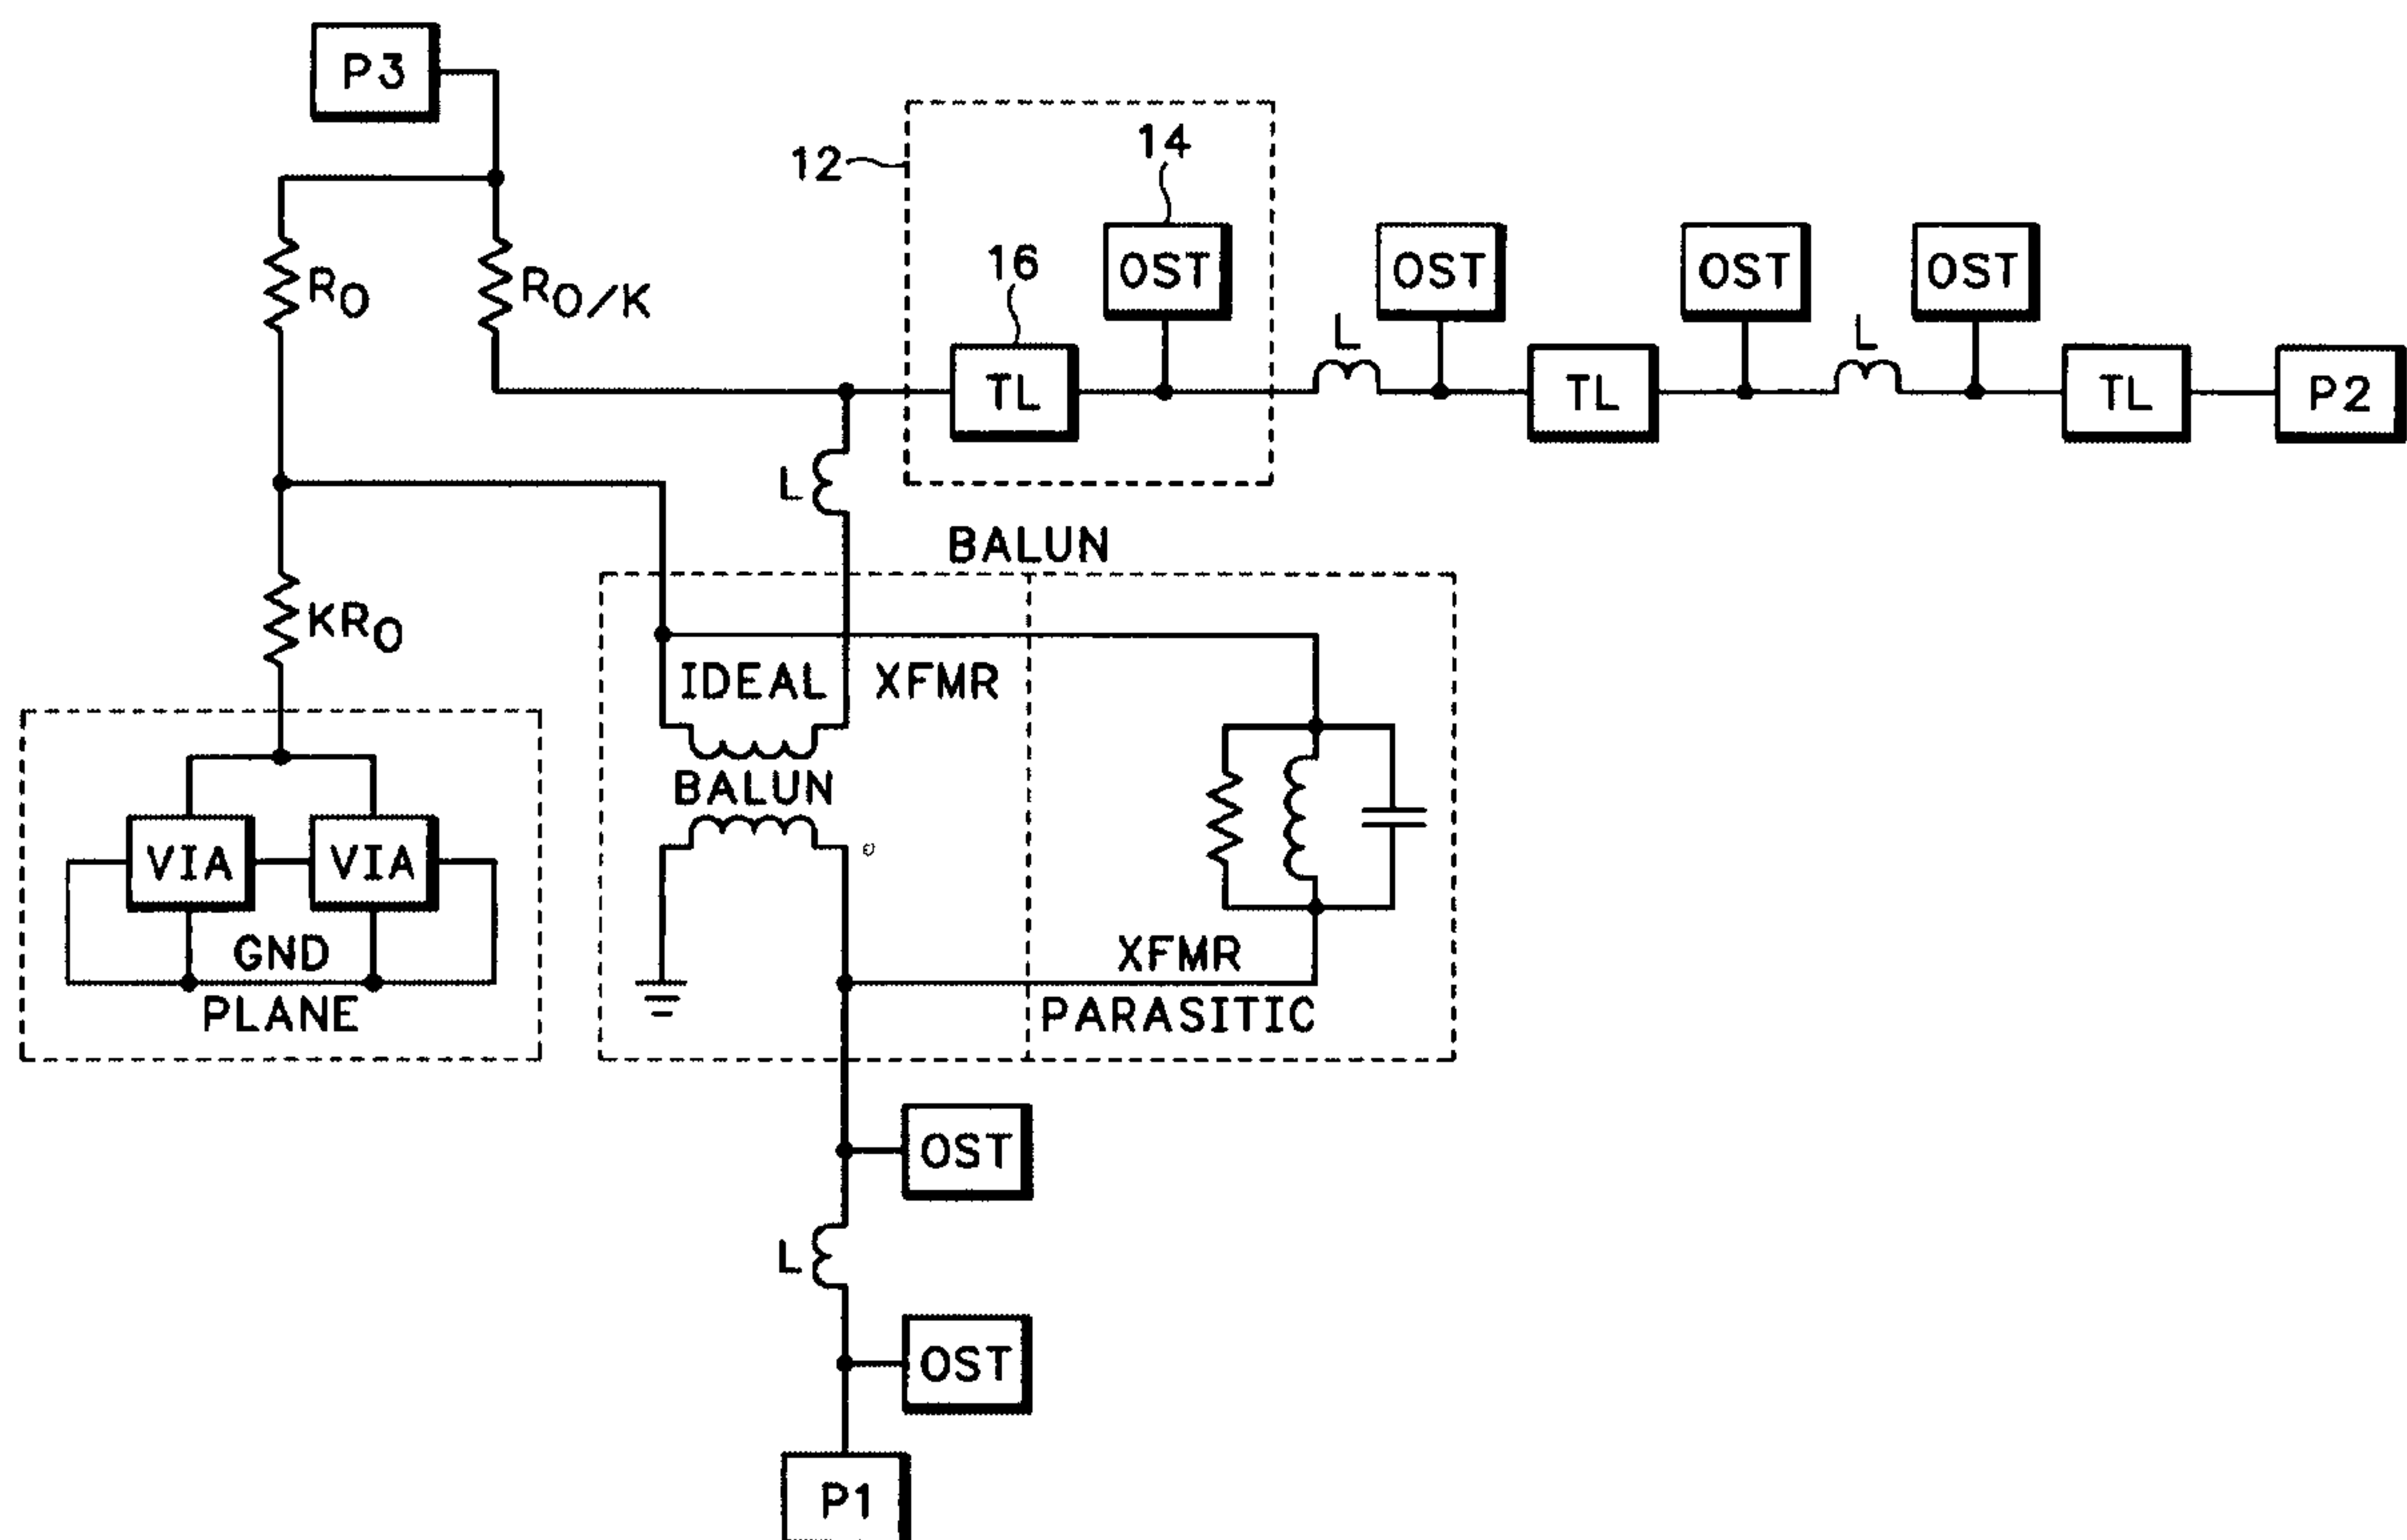 P3
12
14
16
OST
OST
OST
OST
R0
R0/K
L
L
TL
TL
TL
P2
L
BALUN
KR0
IDEAL XFMR
BALUN
VIA
VIA
GND
PLANE
XFMR
PARASITIC
OST
L
OST
P1